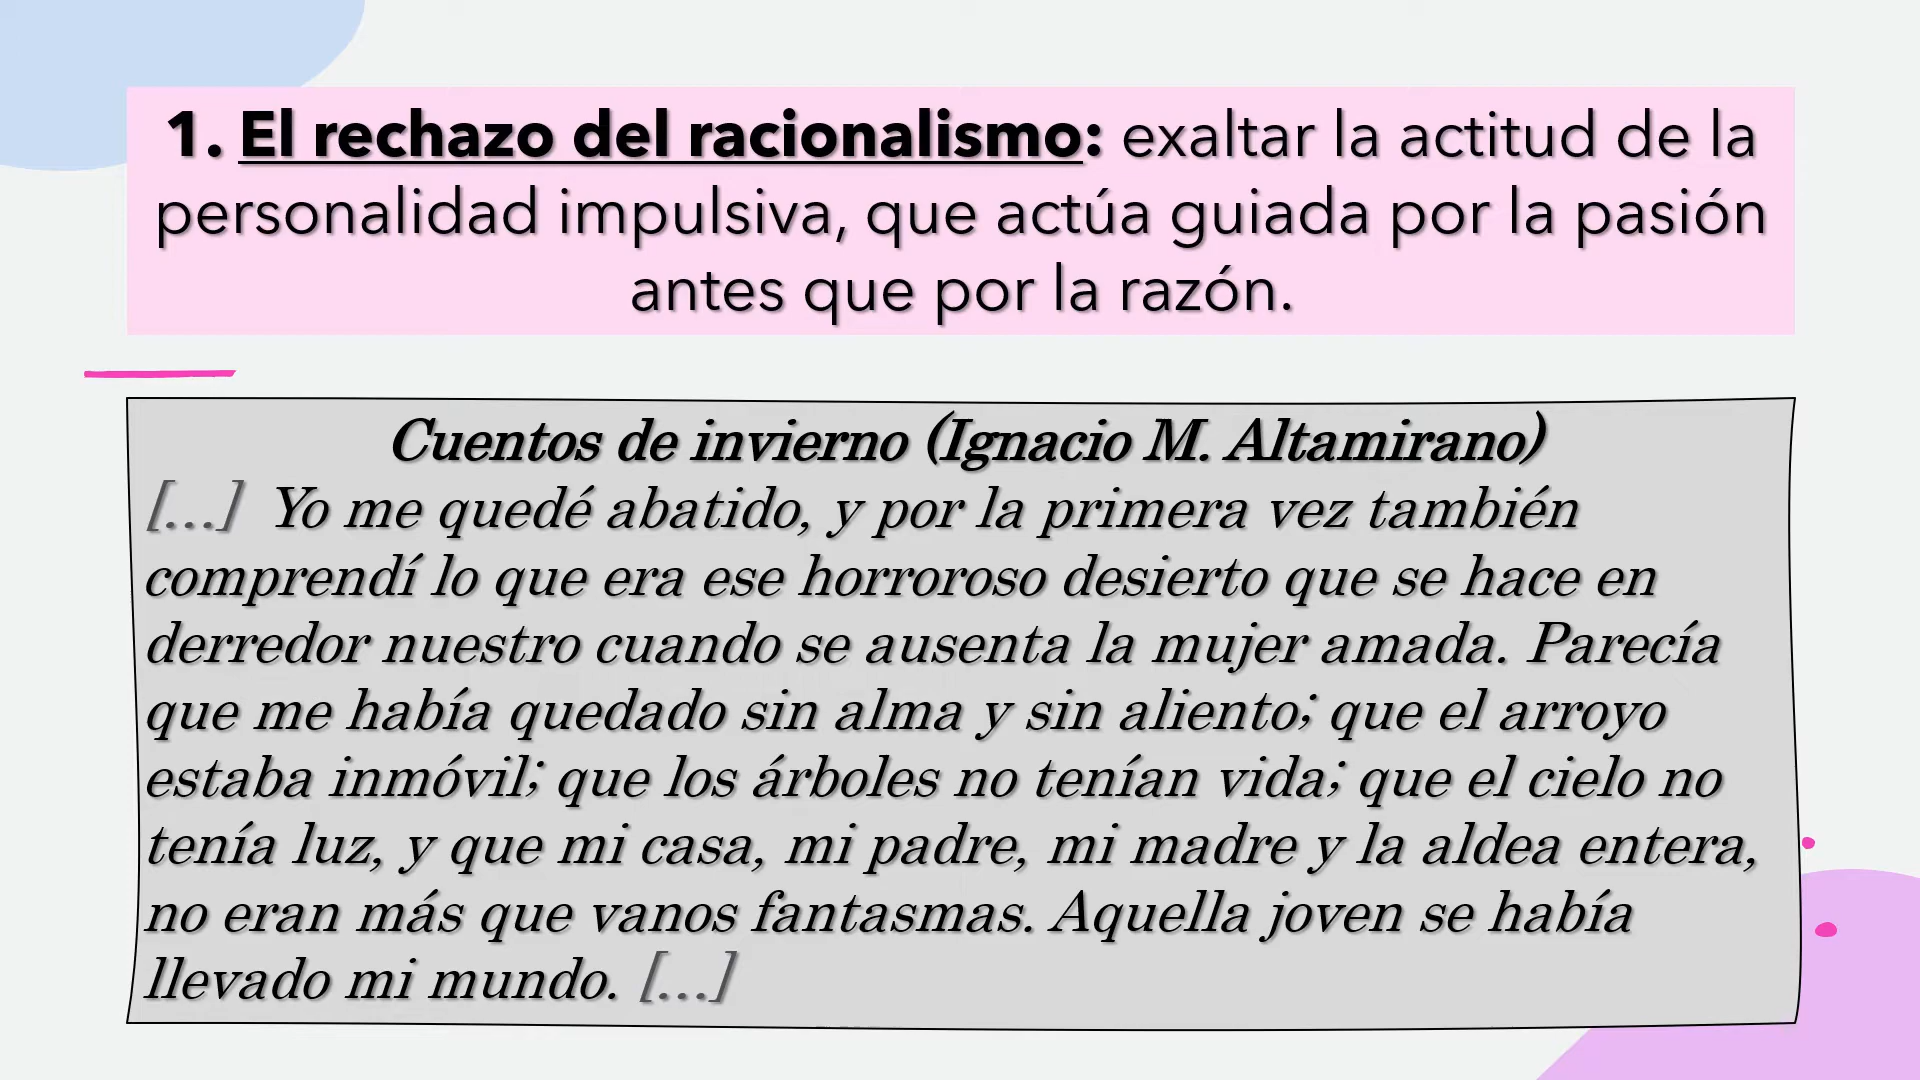 1. El rechazo del racionalismo: exaltar la actitud de la
personalidad impulsiva, que actúa guiada por la pasión
antes que por la razón.
Cuentos de invierno (Ignacio M. Altamirano)
[...] Yo me quedé abatido, y por la primera vez también
comprendí lo que era ese horroroso desierto que se hace en
derredor nuestro cuando se ausenta la mujer amada. Parecía
que me había quedado sin alma y sin aliento; que el arroyo
estaba inmóvil; que los árboles no tenían vida; que el cielo no
tenía luz, y que mi casa, mi padre, mi madre y la aldea entera,
no eran más que vanos fantasmas. Aquella joven se había
llevado mi mundo. [...]